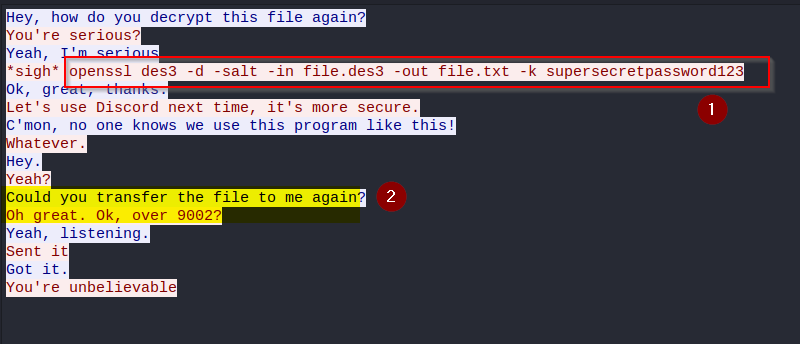 Hey, how do you decrypt this file again?
You're serious?
Yeah, I'm serious
*sigh* openssl des3 -d -salt -in file.des3 -out file.txt -k supersecretpassword123
Ok, great, thanks.
1
Let's use Discord next time, it's more secure.
C'mon, no one knows we use this program like this!
Whatever.
Hey.
Yeah?
Could you transfer the file to me again?
2
Oh great. Ok, over 9002?
Yeah, listening.
Sent it
Got it.
You're unbelievable